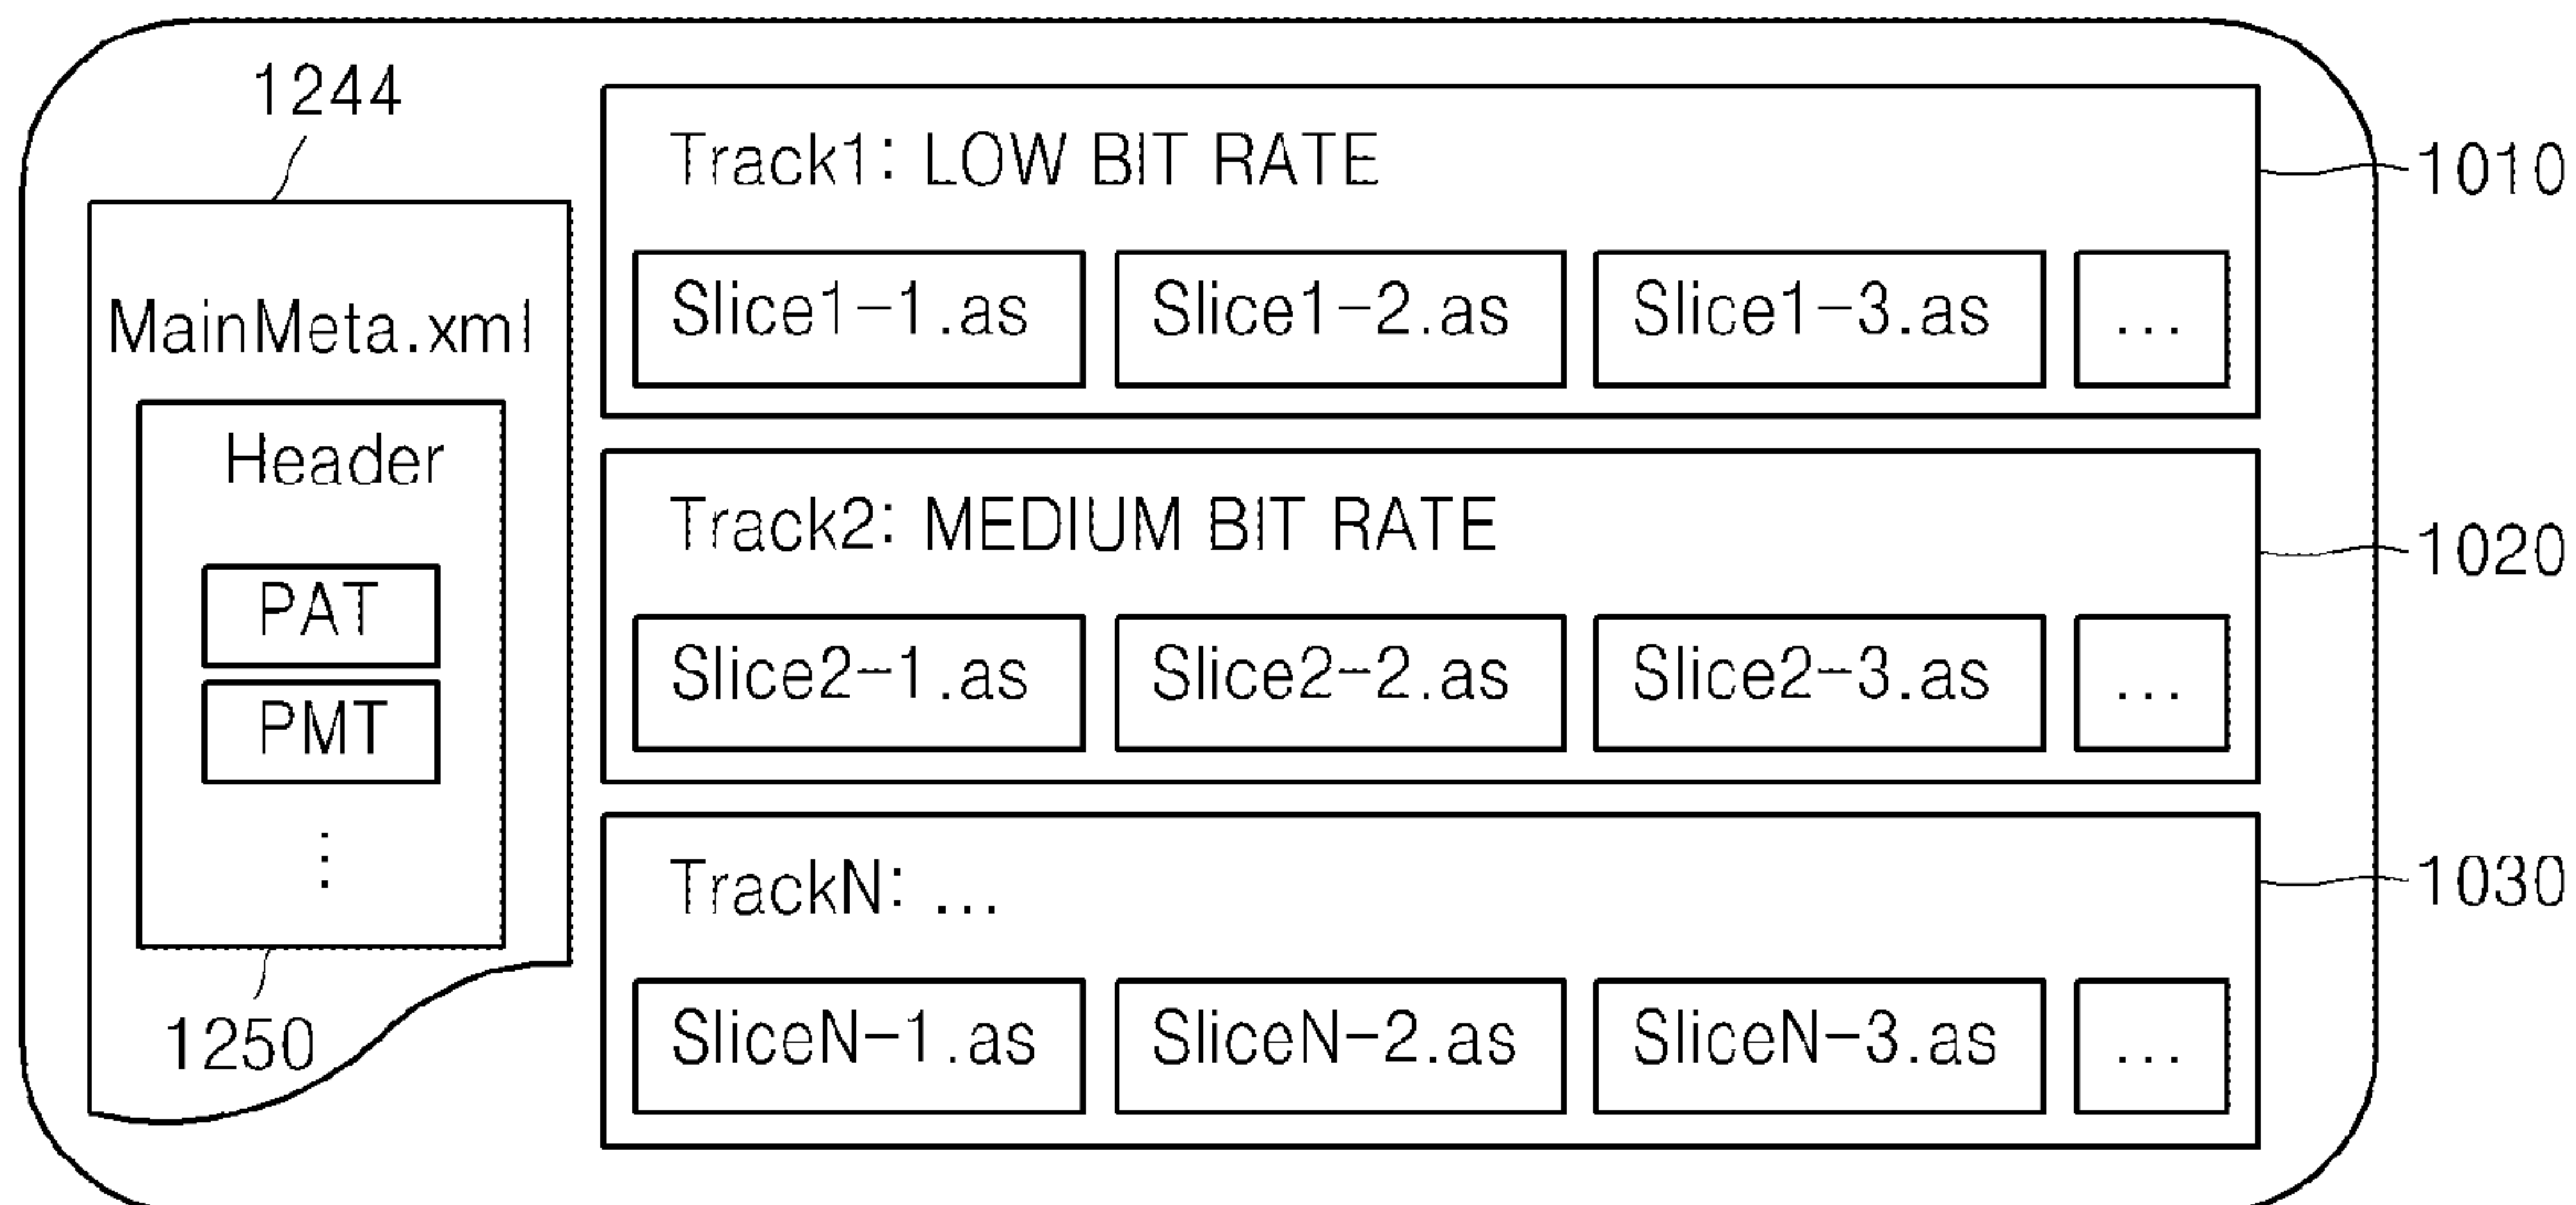 1244
MainMeta.xml
Header
PAT
PMT
⋮
1250
Track1: LOW BIT RATE
1010
Slice1-1.as
Slice1-2.as
Slice1-3.as
...
Track2: MEDIUM BIT RATE
1020
Slice2-1.as
Slice2-2.as
Slice2-3.as
...
TrackN: ...
1030
SliceN-1.as
SliceN-2.as
SliceN-3.as
...